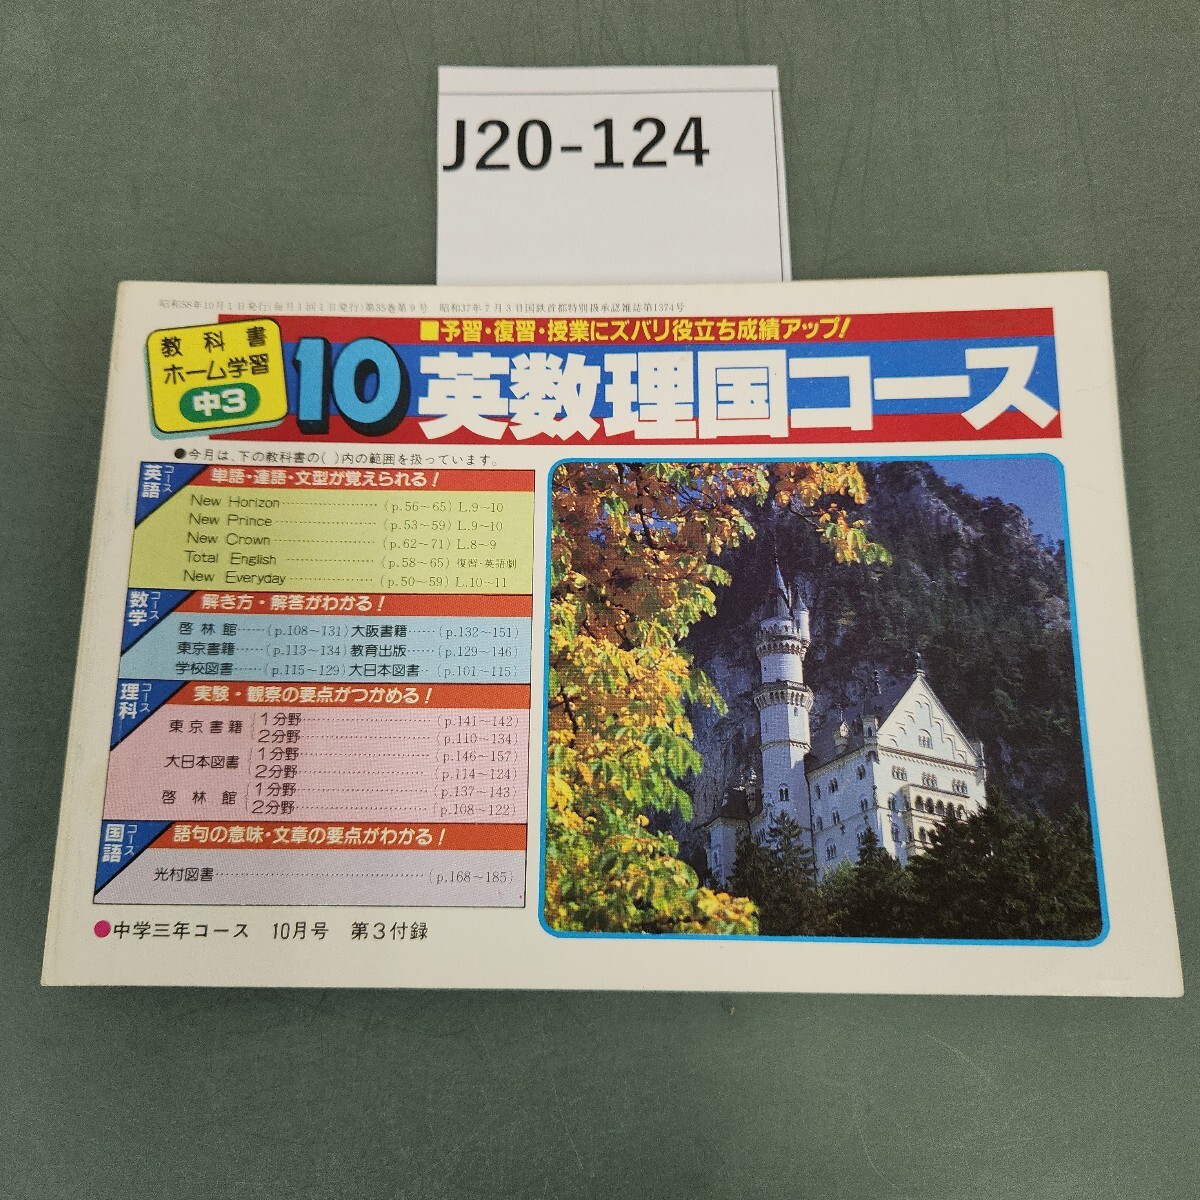 J20-124
昭和58年10月1日発行(毎月1回1日発行)第35巻第9号 昭和37年7月3日国鉄首都特別扱承認雑誌第1374号
■予習・復習・授業にズバリ役立ち成績アップ!
教科書
ホーム学習
中3
10 英数理国コース
●今月は、下の教科書の( )内の範囲を扱っています。
英語コース 単語・連語・文型が覚えられる!
New Horizon……………(p.56~65) L.9~10
New Prince……………(p.53~59) L.9~10
New Crown……………(p.62~71) L.8~9
Total English……………(p.58~65) 復習・英語劇
New Everyday……………(p.50~59) L.10~11
数学コース 解き方・解答がわかる!
啓林館……(p.108~131) 大阪書籍……(p.132~151)
東京書籍……(p.113~134) 教育出版……(p.129~146)
学校図書……(p.115~129) 大日本図書…(p.101~115)
理科コース 実験・観察の要点がつかめる!
東京書籍 1分野……………(p.141~142)
2分野……………(p.110~134)
大日本図書 1分野……………(p.146~157)
2分野……………(p.114~124)
啓林館 1分野……………(p.137~143)
2分野……………(p.108~122)
国語コース 語句の意味・文章の要点がわかる!
光村図書……………(p.168~185)
●中学三年コース 10月号 第3付録